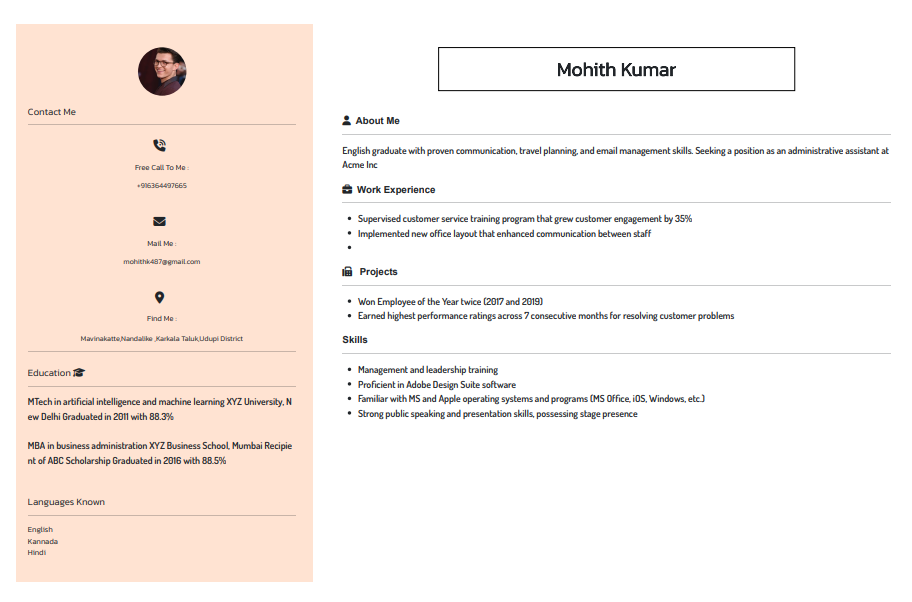 Contact Me
Free Call To Me :
+916364497665
Mail Me :
mohithk487@gmail.com
Find Me :
Mavinakatte,Nandalike ,Karkala Taluk,Udupi District
Education
MTech in artificial intelligence and machine learning XYZ University, N
ew Delhi Graduated in 2011 with 88.3%
MBA in business administration XYZ Business School, Mumbai Recipie
nt of ABC Scholarship Graduated in 2016 with 88.5%
Languages Known
English
Kannada
Hindi
Mohith Kumar
About Me
English graduate with proven communication, travel planning, and email management skills. Seeking a position as an administrative assistant at
Acme Inc
Work Experience
Supervised customer service training program that grew customer engagement by 35%
Implemented new office layout that enhanced communication between staff
Projects
Won Employee of the Year twice (2017 and 2019)
Earned highest performance ratings across 7 consecutive months for resolving customer problems
Skills
Management and leadership training
Proficient in Adobe Design Suite software
Familiar with MS and Apple operating systems and programs (MS Office, iOS, Windows, etc.)
Strong public speaking and presentation skills, possessing stage presence